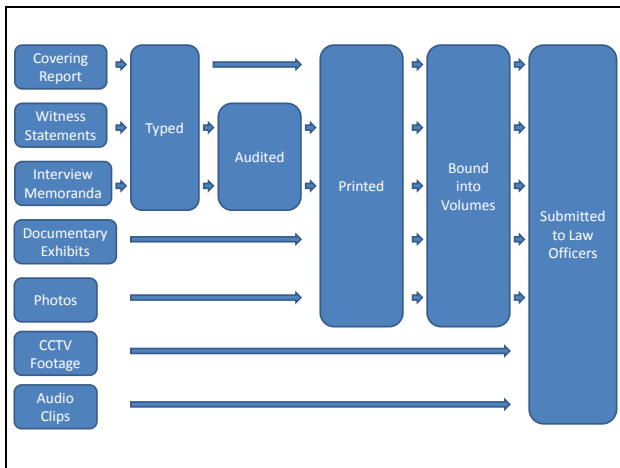 Covering
Report
Witness
Statements
Interview
Memoranda
Documentary
Exhibits
Photos
CCTV
Footage
Audio
Clips
Typed
Audited
Printed
Bound
into
Volumes
Submitted
to Law
Officers